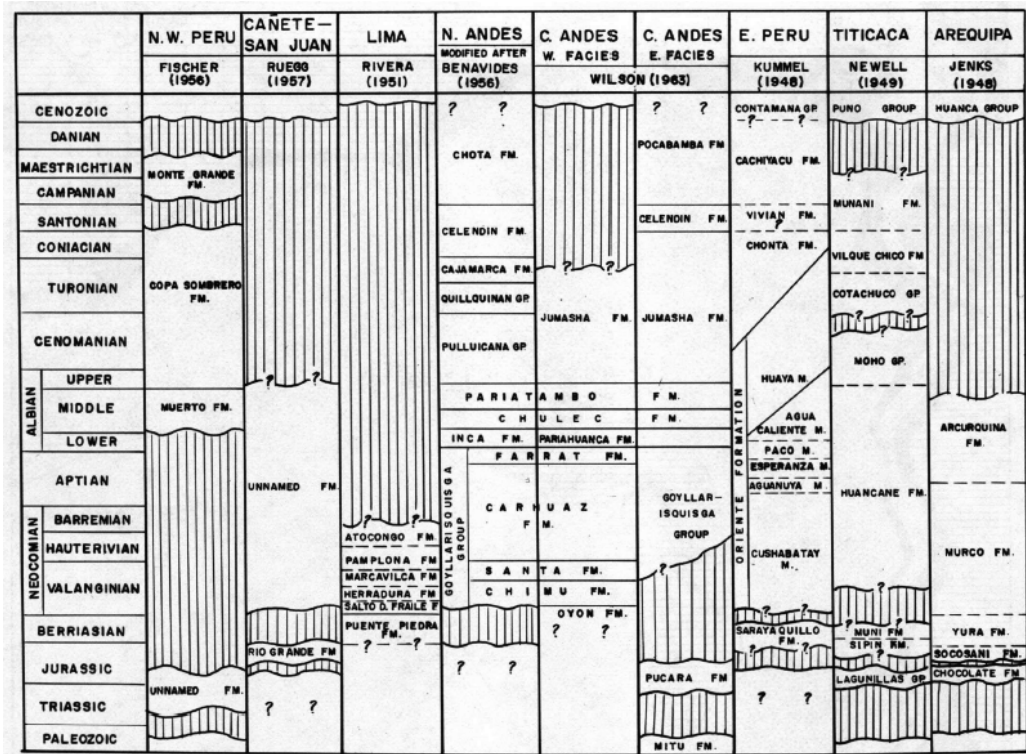 N.W. PERU
CAÑETE—
SAN JUAN
LIMA
N. ANDES
C. ANDES
W. FACIES
C. ANDES
E. FACIES
E. PERU
TITICACA
AREQUIPA
FISCHER
(1956)
RUEGG
(1957)
RIVERA
(1951)
MODIFIED AFTER
BENAVIDES
(1956)
WILSON (1963)
KUMMEL
(1948)
NEWELL
(1949)
JENKS
(1948)
CENOZOIC
DANIAN
MAESTRICHTIAN
CAMPANIAN
SANTONIAN
CONIACIAN
TURONIAN
CENOMANIAN
ALBIAN
UPPER
MIDDLE
LOWER
APTIAN
NEOCOMIAN
BARREMIAN
HAUTERIVIAN
VALANGINIAN
BERRIASIAN
JURASSIC
TRIASSIC
PALEOZOIC
MONTE GRANDE
FM.
COPA SOMBRERO
FM.
MUERTO FM.
UNNAMED FM.
? ?
UNNAMED FM.
RIO GRANDE FM
? ?
? ?
ATOCONGO FM.
PAMPLONA FM
MARCAVILCA FM
HERRADURA FM
SALTO D. FRAILE F
PUENTE PIEDRA
FM.
? ?
? ?
CHOTA FM.
CELENDIN FM.
CAJAMARCA FM.
QUILLQUINAN GP.
PULLUICANA GP.
PARIATAMBO FM.
CHULEC FM.
INCA FM.
PARIAHUANCA FM.
GOYLLARISQUISGA
GROUP
FARRAT FM.
CARHUAZ
FM.
SANTA FM.
CHIMU FM.
OYON FM.
? ?
? ?
? ?
JUMASHA FM.
? ?
POCABAMBA FM
CELENDIN FM.
JUMASHA FM.
GOYLLAR-
ISQUISGA
GROUP
?
PUCARA FM
MITU FM.
CONTAMANA GP.
? ?
CACHIYACU FM.
VIVIAN FM.
?
CHONTA FM.
ORIENTE FORMATION
HUAYA M.
AGUA
CALIENTE M.
PACO M.
ESPERANZA M.
AGUANUYA M.
CUSHABATAY
M.
? ?
SARAYAQUILLO
FM.
? ?
? ?
PUNO GROUP
? ?
MUNANI FM.
VILQUE CHICO FM
COTACHUCO GP.
? ?
?
MOHO GP.
HUANCANE FM.
?
? ?
MUNI FM
SIPIN FM.
?
LAGUNILLAS GP.
HUANCA GROUP
ARCURQUINA
FM.
MURCO FM.
YURA FM.
SOCOSANI FM.
CHOCOLATE FM